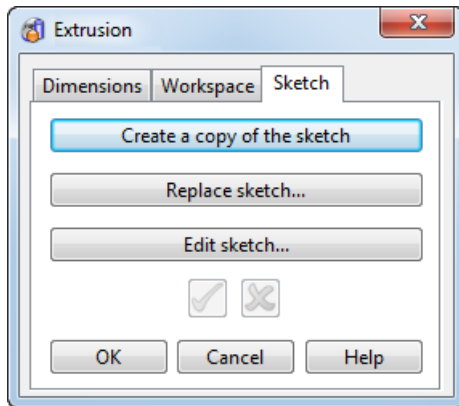 Extrusion
Dimensions Workspace Sketch
Create a copy of the sketch
Replace sketch...
Edit sketch...
OK Cancel Help